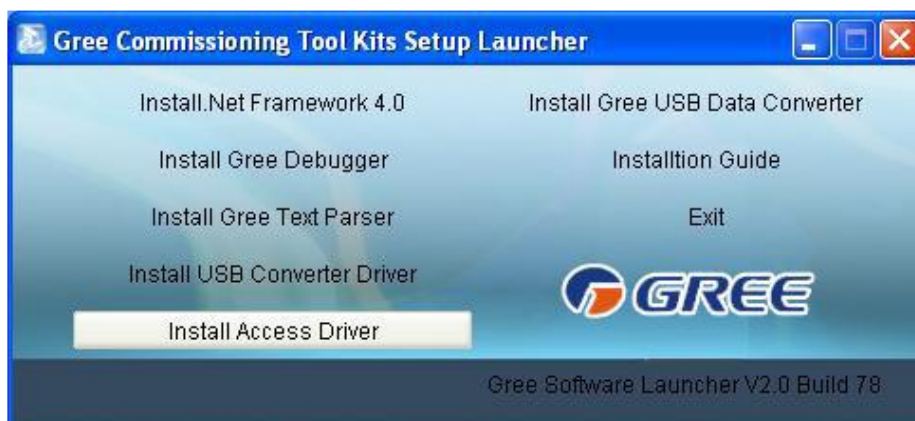 Gree Commissioning Tool Kits Setup Launcher
Install.Net Framework 4.0
Install Gree USB Data Converter
Install Gree Debugger
Installtion Guide
Install Gree Text Parser
Exit
Install USB Converter Driver
GREE
Install Access Driver
Gree Software Launcher V2.0 Build 78